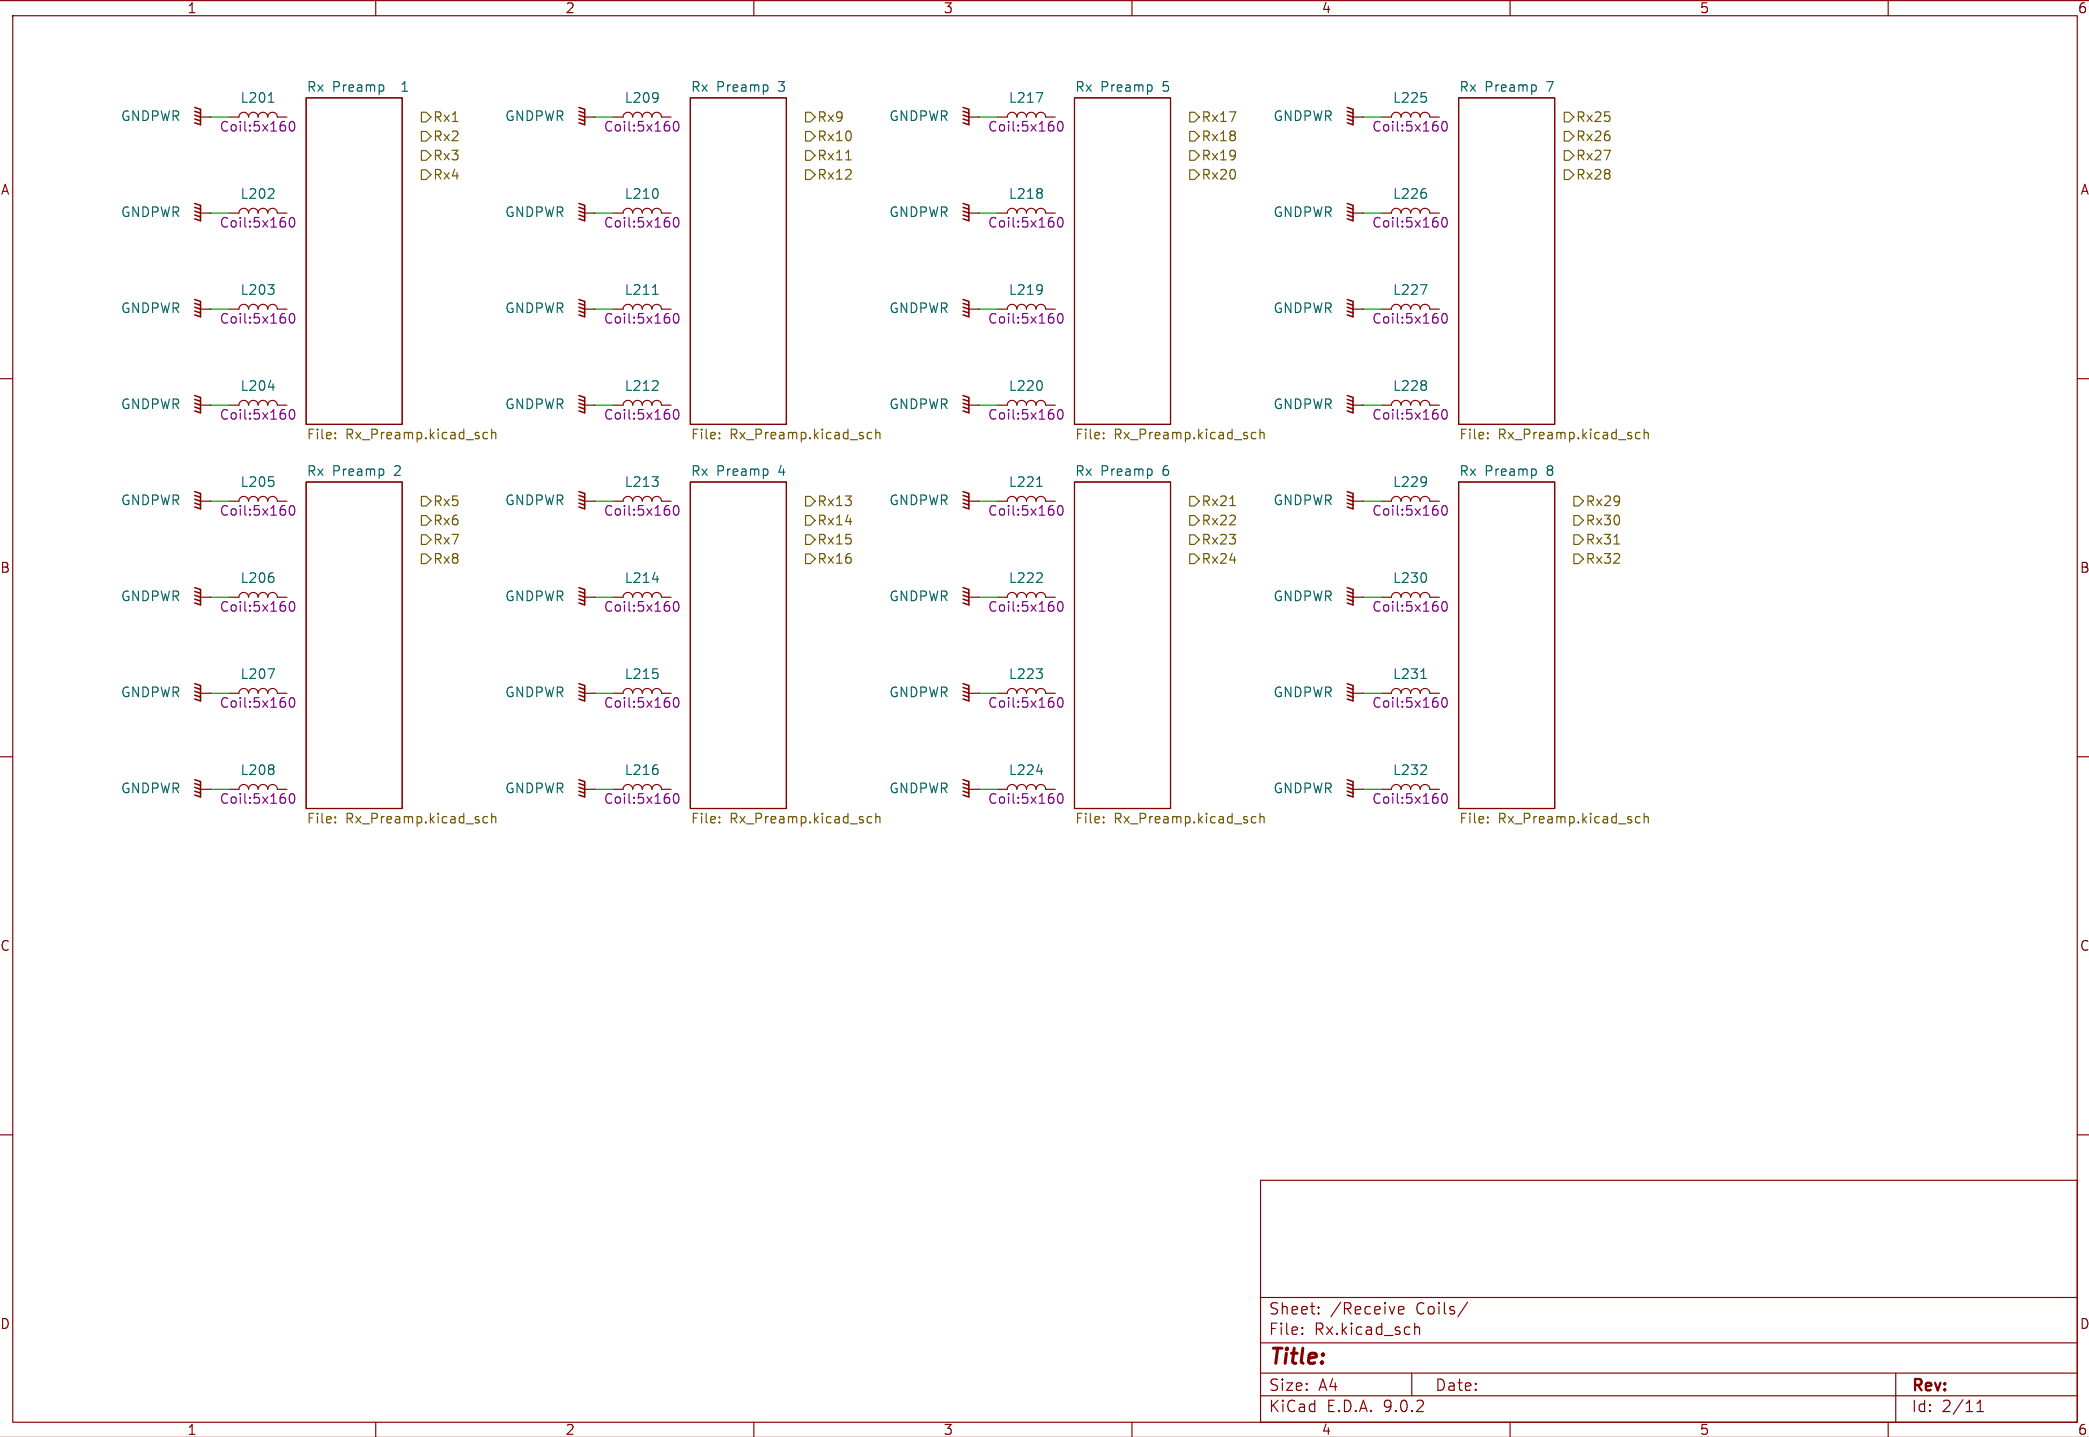 1 2 3 4 5 6
Rx Preamp  1 Rx Preamp 3 Rx Preamp 5 Rx Preamp 7
L201 L209 L217 L225
GNDPWR Rx1 GNDPWR Rx9 GNDPWR Rx17 GNDPWR Rx25
Coil:5x160 Coil:5x160 Coil:5x160 Coil:5x160
Rx2 Rx10 Rx18 Rx26
Rx3 Rx11 Rx19 Rx27
Rx4 Rx12 Rx20 Rx28
A A
L202 L210 L218 L226
GNDPWR GNDPWR GNDPWR GNDPWR
Coil:5x160 Coil:5x160 Coil:5x160 Coil:5x160
L203 L211 L219 L227
GNDPWR GNDPWR GNDPWR GNDPWR
Coil:5x160 Coil:5x160 Coil:5x160 Coil:5x160
L204 L212 L220 L228
GNDPWR GNDPWR GNDPWR GNDPWR
Coil:5x160 Coil:5x160 Coil:5x160 Coil:5x160
File: Rx_Preamp.kicad_sch File: Rx_Preamp.kicad_sch File: Rx_Preamp.kicad_sch File: Rx_Preamp.kicad_sch
Rx Preamp 2 Rx Preamp 4 Rx Preamp 6 Rx Preamp 8
L205 L213 L221 L229
GNDPWR Rx5 GNDPWR Rx13 GNDPWR Rx21 GNDPWR Rx29
Coil:5x160 Coil:5x160 Coil:5x160 Coil:5x160
Rx6 Rx14 Rx22 Rx30
Rx7 Rx15 Rx23 Rx31
Rx8 Rx16 Rx24 Rx32
B B
L206 L214 L222 L230
GNDPWR GNDPWR GNDPWR GNDPWR
Coil:5x160 Coil:5x160 Coil:5x160 Coil:5x160
L207 L215 L223 L231
GNDPWR GNDPWR GNDPWR GNDPWR
Coil:5x160 Coil:5x160 Coil:5x160 Coil:5x160
L208 L216 L224 L232
GNDPWR GNDPWR GNDPWR GNDPWR
Coil:5x160 Coil:5x160 Coil:5x160 Coil:5x160
File: Rx_Preamp.kicad_sch File: Rx_Preamp.kicad_sch File: Rx_Preamp.kicad_sch File: Rx_Preamp.kicad_sch
C C
Sheet: /Receive Coils/
D D
File: Rx.kicad_sch
Title:
Size: A4 Date: Rev:
KiCad E.D.A. 9.0.2 Id: 2/11
1 2 3 4 5 6